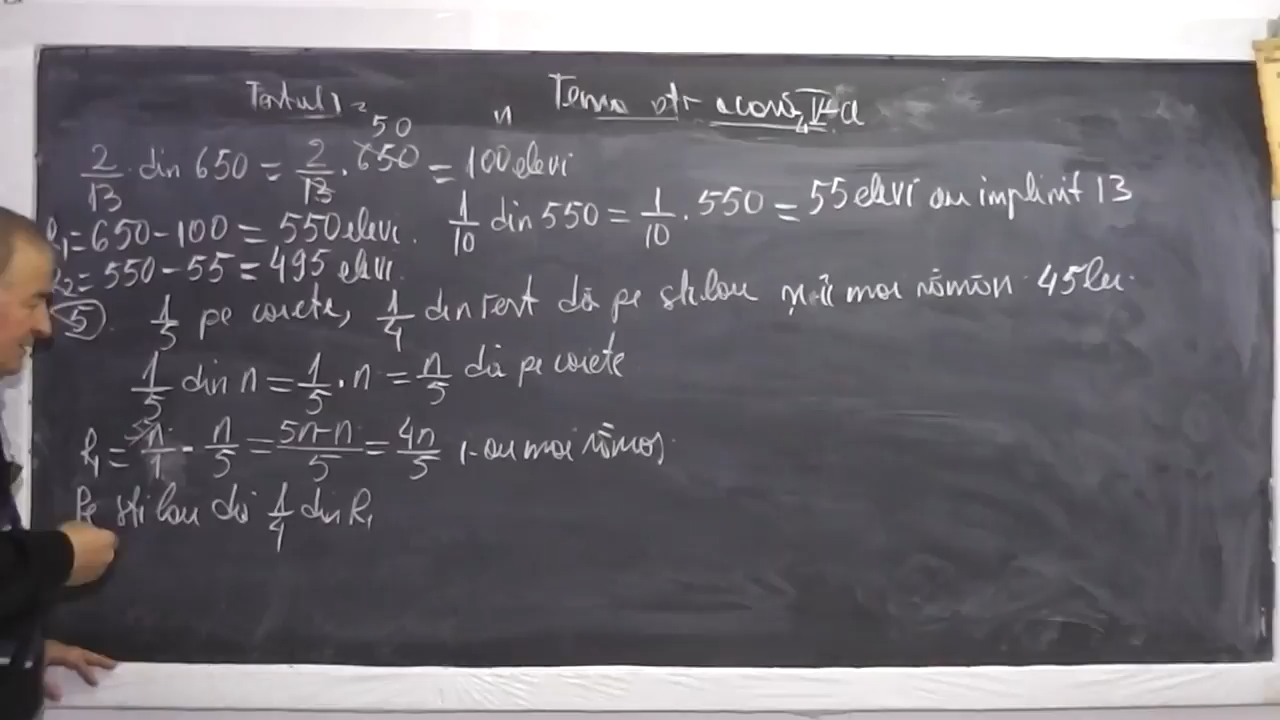 Testul 1 Tema ptr acasă, V-a
n
50
2/13 din 650 = 2/13 · 650 = 100 elevi
R₁ = 650 - 100 = 550 elevi. 1/10 din 550 = 1/10 · 550 = 55 elevi au implinit 13
R₂ = 550 - 55 = 495 elevi.
5). 1/5 pe caiete, 1/4 din rest dă pe stilou și îi mai rămân 45 lei.
1/5 din n = 1/5 · n = n/5 dă pe caiete
R₁ = n/1 - n/5 = 5n-n/5 = 4n/5 i-au mai rămas
Pe stilou dă 1/4 din R₁